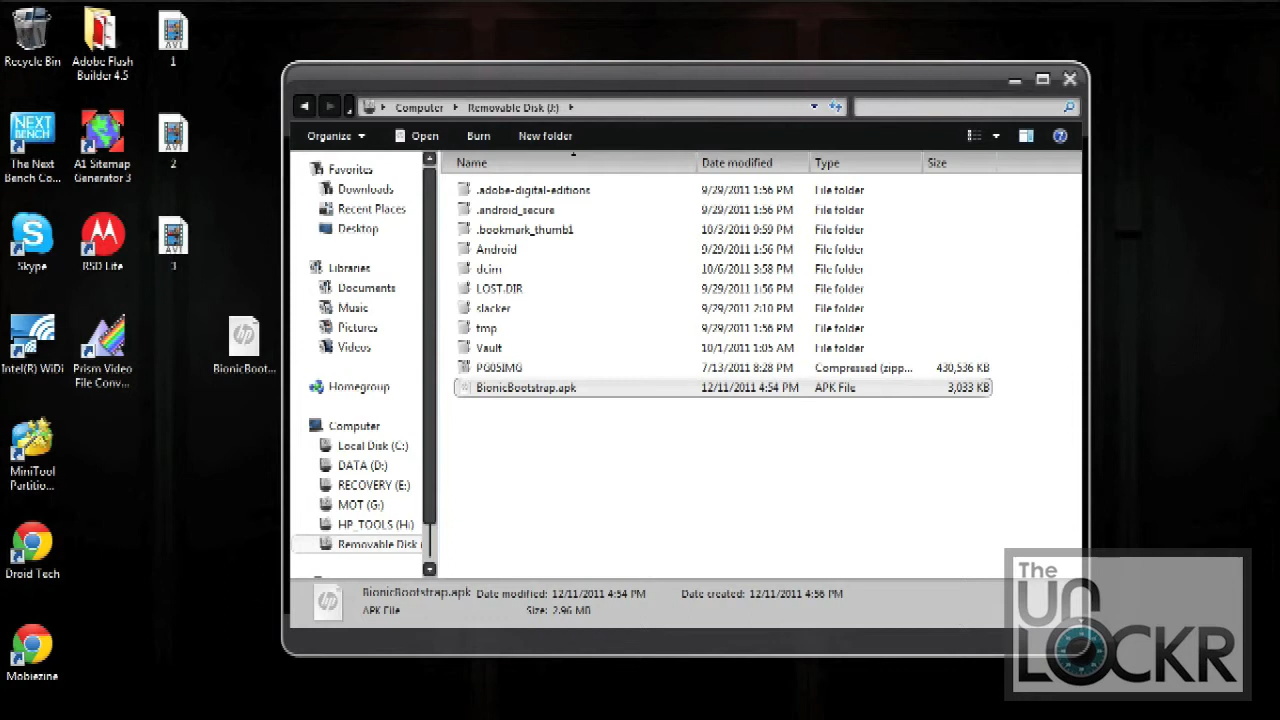 Recycle Bin
Adobe Flash
Builder 4.5
AVI
1
NEXT
BENCH
The Next
Bench Co...
A1 Sitemap
Generator 3
AVI
2
Skype
RSD Lite
AVI
3
Intel(R) WiDi
Prism Video
File Conv...
BionicBoot...
MiniTool
Partitio...
Droid Tech
Mobiezine
Computer
Removable Disk (J:)
Organize
Open
Burn
New folder
Favorites
Downloads
Recent Places
Desktop
Libraries
Documents
Music
Pictures
Videos
Homegroup
Computer
Local Disk (C:)
DATA (D:)
RECOVERY (E:)
MOT (G:)
HP_TOOLS (H:)
Removable Disk (
Name Date modified Type Size
.adobe-digital-editions 9/29/2011 1:56 PM File folder
.android_secure 9/29/2011 1:56 PM File folder
.bookmark_thumb1 10/3/2011 9:59 PM File folder
Android 9/29/2011 1:56 PM File folder
dcim 10/6/2011 3:58 PM File folder
LOST.DIR 9/29/2011 1:56 PM File folder
slacker 9/29/2011 2:10 PM File folder
tmp 9/29/2011 1:56 PM File folder
Vault 10/1/2011 1:05 AM File folder
PG05IMG 7/13/2011 8:28 PM Compressed (zipp... 430,536 KB
BionicBootstrap.apk 12/11/2011 4:54 PM APK File 3,033 KB
BionicBootstrap.apk Date modified: 12/11/2011 4:54 PM Date created: 12/11/2011 4:56 PM
APK File Size: 2.96 MB
The
UN
LOCKR